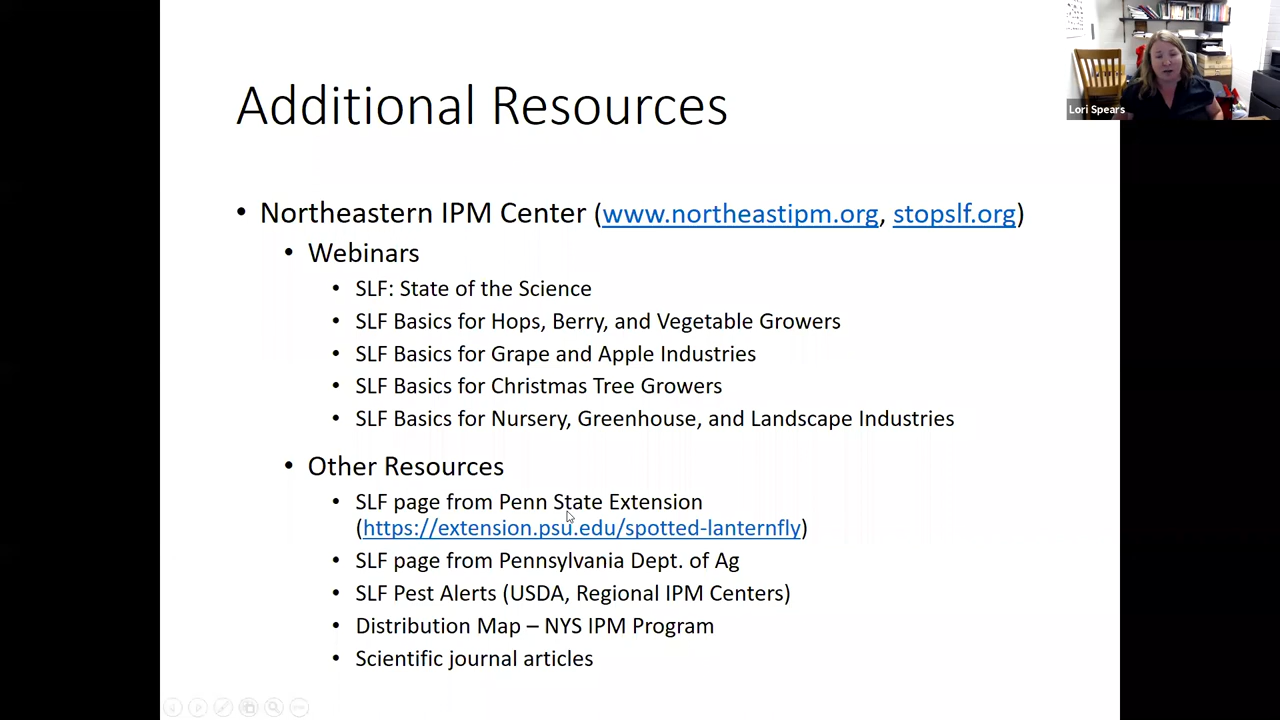 Additional Resources
Lori Spears
• Northeastern IPM Center (www.northeastipm.org, stopslf.org)
• Webinars
• SLF: State of the Science
• SLF Basics for Hops, Berry, and Vegetable Growers
• SLF Basics for Grape and Apple Industries
• SLF Basics for Christmas Tree Growers
• SLF Basics for Nursery, Greenhouse, and Landscape Industries
• Other Resources
• SLF page from Penn State Extension
(https://extension.psu.edu/spotted-lanternfly)
• SLF page from Pennsylvania Dept. of Ag
• SLF Pest Alerts (USDA, Regional IPM Centers)
• Distribution Map – NYS IPM Program
• Scientific journal articles